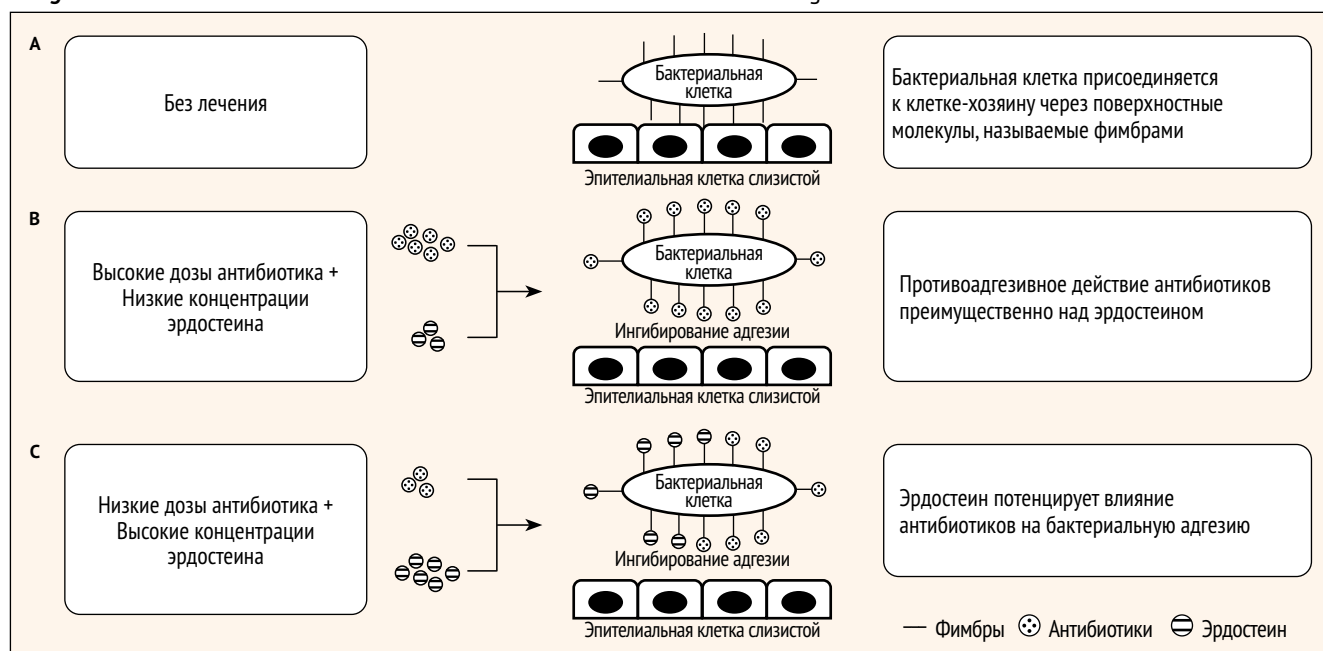 A
Без лечения
Бактериальная
клетка
Эпителиальная клетка слизистой
Бактериальная клетка присоединяется
к клетке-хозяину через поверхностные
молекулы, называемые фимбрами
B
Высокие дозы антибиотика +
Низкие концентрации
эрдостеина
Бактериальная
клетка
Ингибирование адгезии
Эпителиальная клетка слизистой
Противоадгезивное действие антибиотиков
преимущественно над эрдостеином
C
Низкие дозы антибиотика +
Высокие концентрации
эрдостеина
Бактериальная
клетка
Ингибирование адгезии
Эпителиальная клетка слизистой
Эрдостеин потенцирует влияние
антибиотиков на бактериальную адгезию
Фимбры Антибиотики Эрдостеин